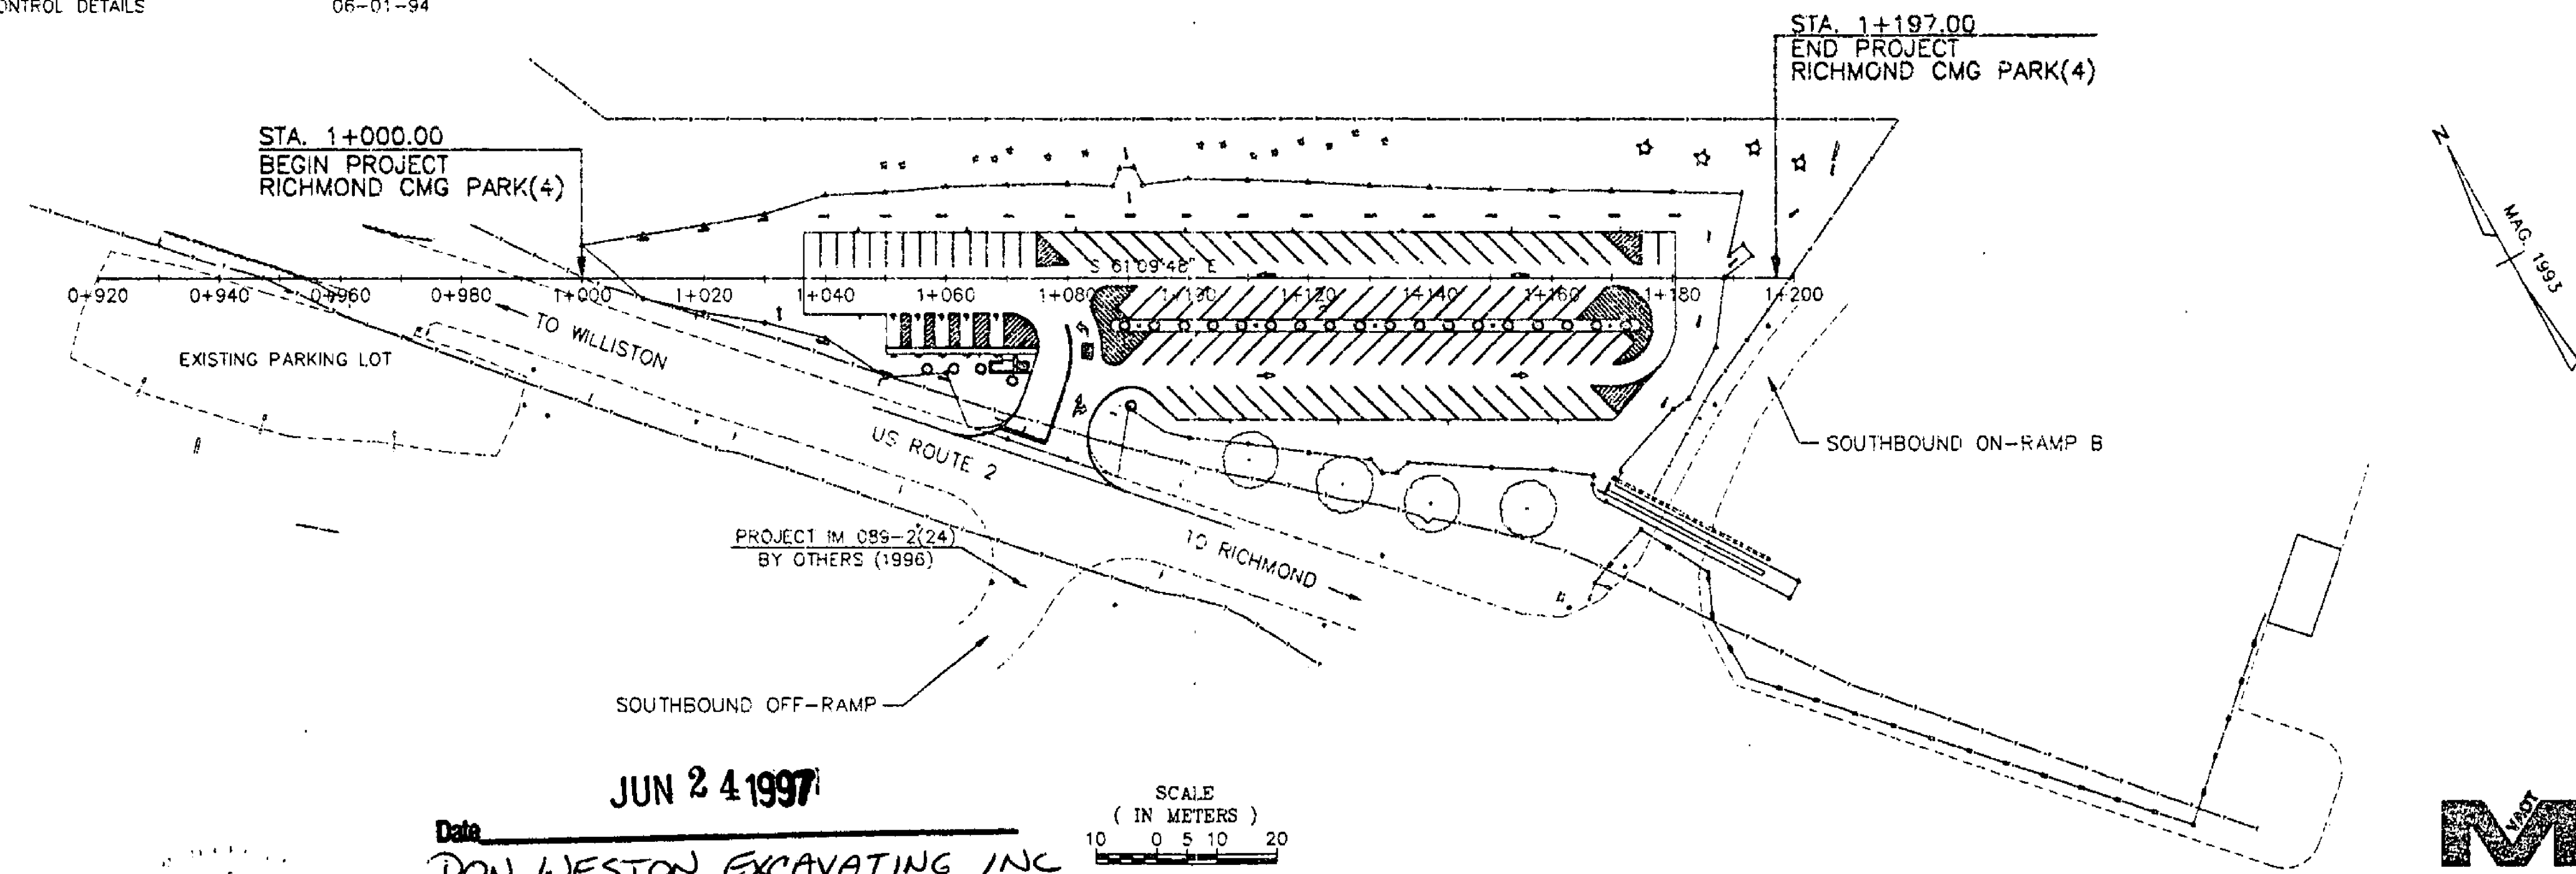 ONTROL DETAILS 06-01-94
STA. 1+197.00
END PROJECT
RICHMOND CMG PARK(4)
STA. 1+000.00
BEGIN PROJECT
RICHMOND CMG PARK(4)
N
MAG. 1993
S 61°09'48" E
0+920 0+940 0+960 0+980 1+000 1+020 1+040 1+060 1+080 1+100 1+120 1+140 1+160 1+180 1+200
TO WILLISTON
EXISTING PARKING LOT
US ROUTE 2
SOUTHBOUND ON-RAMP B
PROJECT IM 089-2(24)
BY OTHERS (1996)
TO RICHMOND
SOUTHBOUND OFF-RAMP
JUN 24 1997
Date
DON WESTON EXCAVATING INC
SCALE
( IN METERS )
10 0 5 10 20
VAOT
M